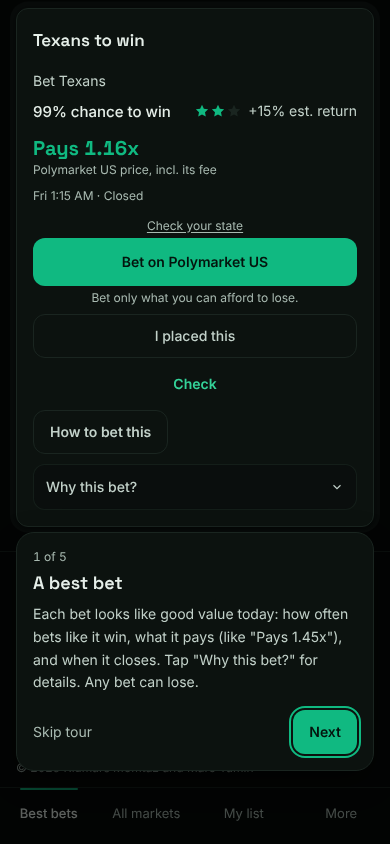 Texans to win
Bet Texans
99% chance to win
+15% est. return
Pays 1.16x
Polymarket US price, incl. its fee
Fri 1:15 AM · Closed
Check your state
Bet on Polymarket US
Bet only what you can afford to lose.
I placed this
Check
How to bet this
Why this bet?
1 of 5
A best bet
Each bet looks like good value today: how often
bets like it win, what it pays (like "Pays 1.45x"),
and when it closes. Tap "Why this bet?" for
details. Any bet can lose.
Skip tour
Next
Best bets
All markets
My list
More